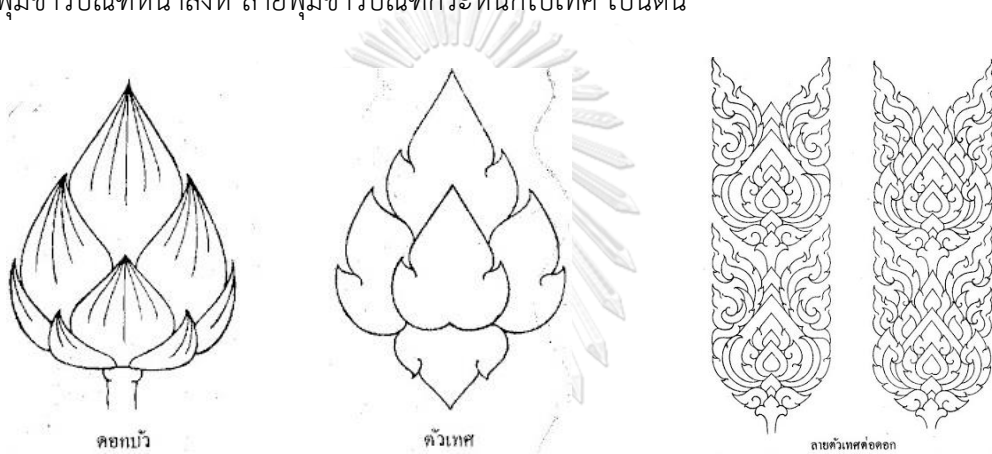 พุ่มข้าวบิณฑ์หน้าสิงห์ ลายพุ่มข้าวบิณฑ์กระหนกใบเทศ เป็นต้น
ดอกบัว
ตัวเทศ
ลายตัวเทศต่อดอก